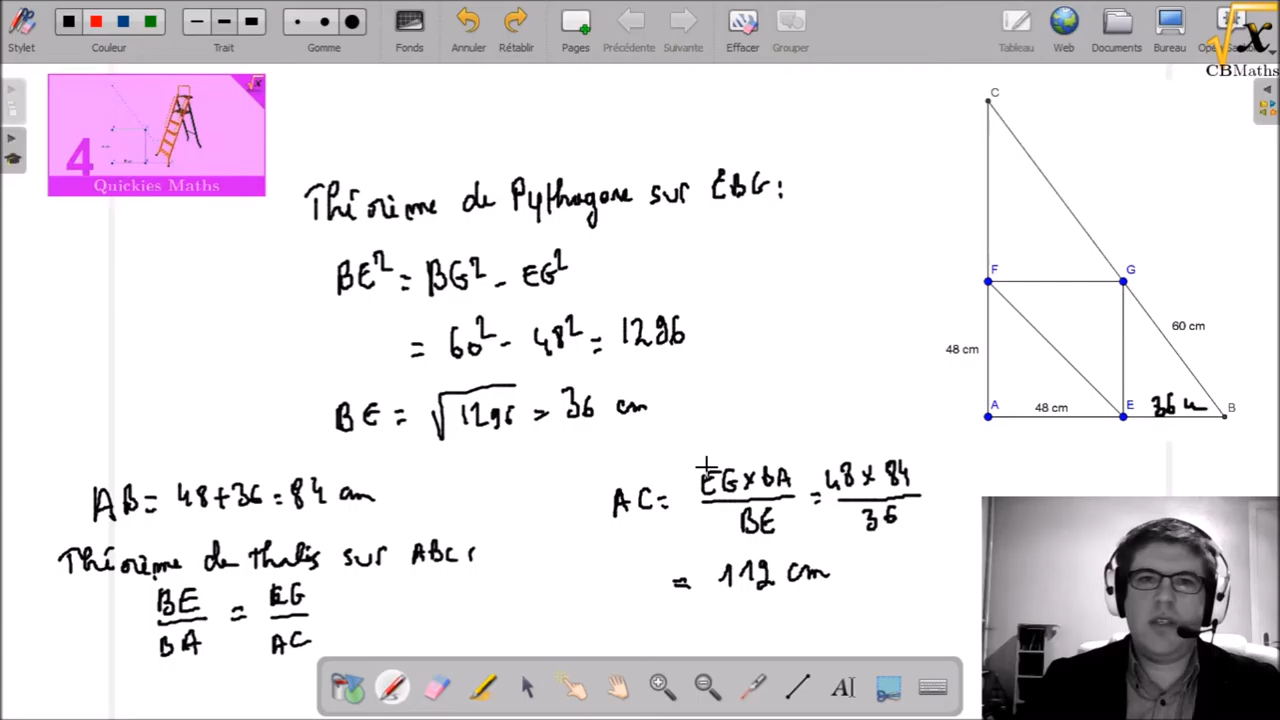 Stylet
Couleur
Trait
Gomme
Fonds
Annuler
Rétablir
Pages
Précédente
Suivante
Effacer
Grouper
Tableau
Web
Documents
Bureau
CBMaths
4
Quickies Maths
Théorème de Pythagore sur EBG:
BE² = BG² - EG²
= 60² - 48² = 1296
BE = √1296 = 36 cm
AB = 48+36 = 84 cm
Théorème de Thalès sur ABC :
BE/BA = EG/AC
AC = EG×BA/BE = 48×84/36
= 112 cm
C
F
G
60 cm
48 cm
A
48 cm
E
36
B
AI